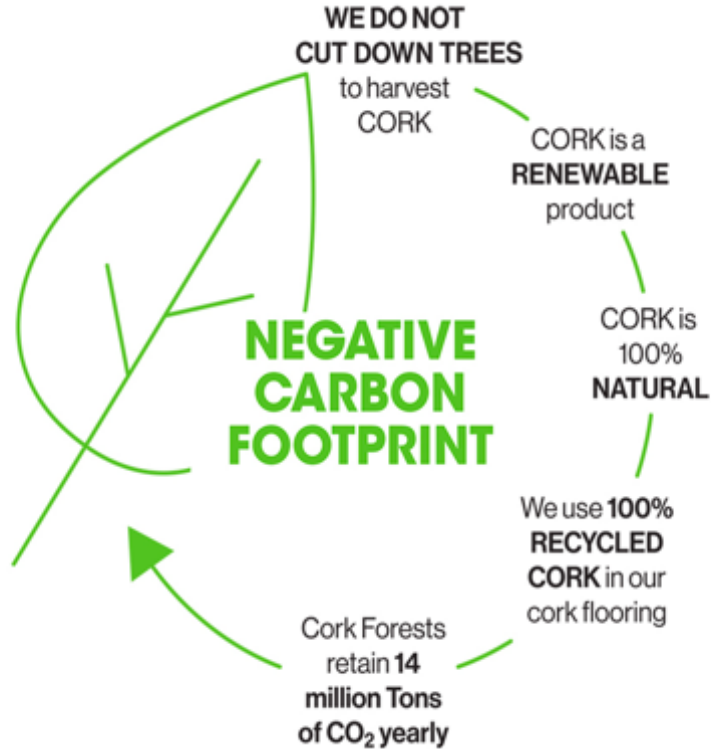 WE DO NOT
CUT DOWN TREES
to harvest
CORK
CORK is a
RENEWABLE
product
CORK is
100%
NATURAL
We use 100%
RECYCLED
CORK in our
cork flooring
Cork Forests
retain 14
million Tons
of CO₂ yearly
NEGATIVE
CARBON
FOOTPRINT